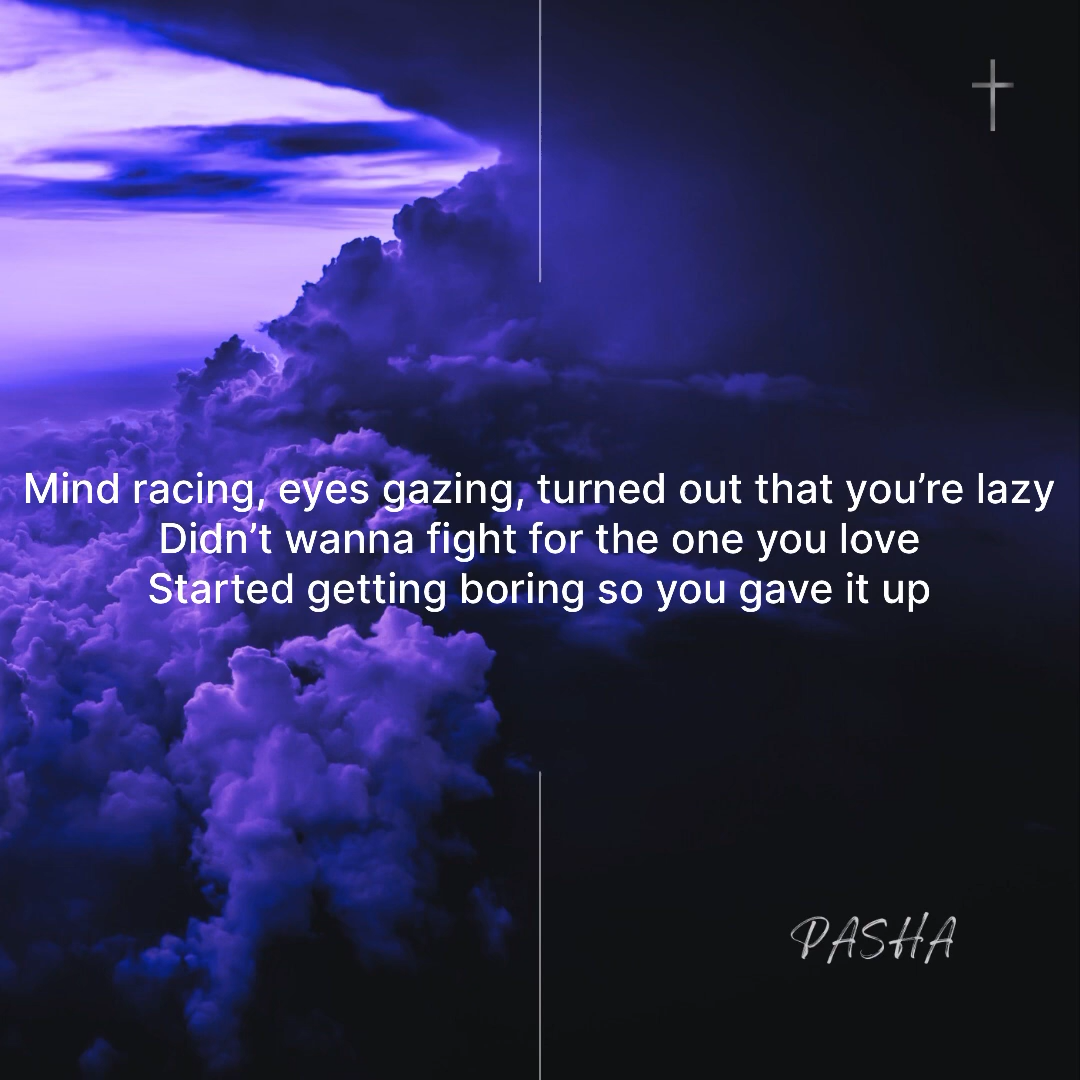 Mind racing, eyes gazing, turned out that you’re lazy
Didn’t wanna fight for the one you love
Started getting boring so you gave it up
PASHA